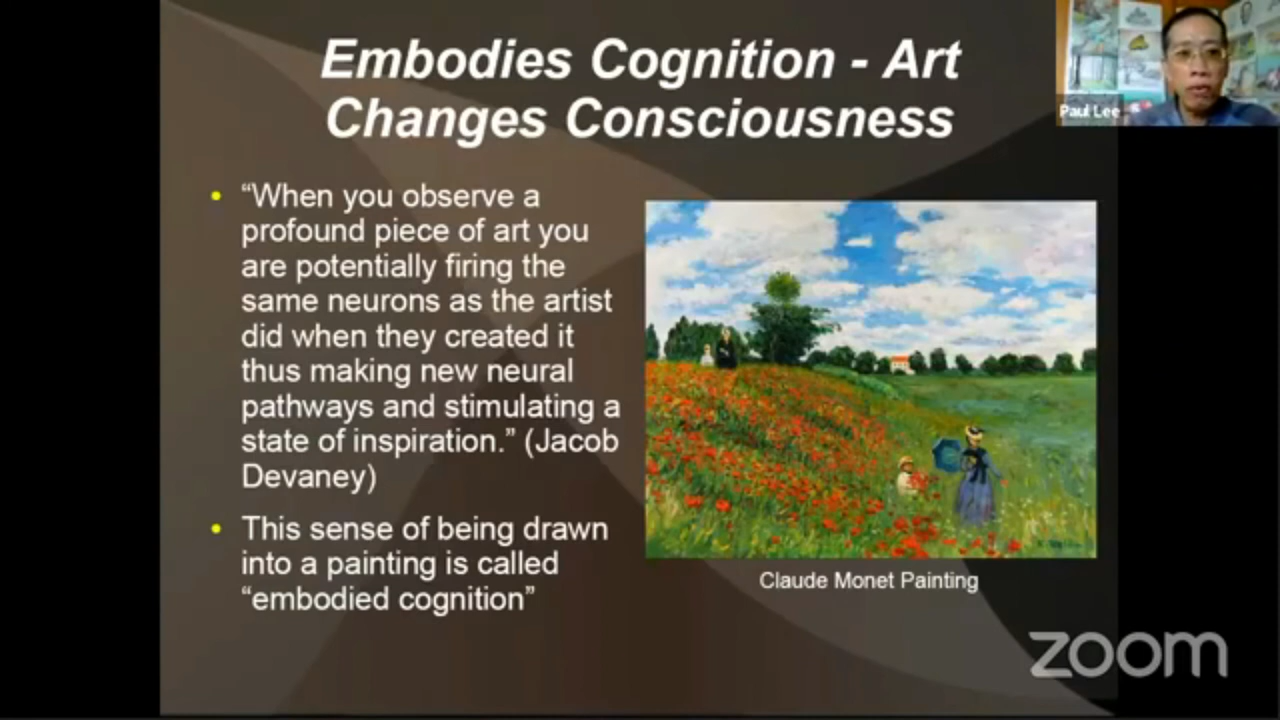 Embodies Cognition - Art
Changes Consciousness
Paul Lee
• “When you observe a
profound piece of art you
are potentially firing the
same neurons as the artist
did when they created it
thus making new neural
pathways and stimulating a
state of inspiration.” (Jacob
Devaney)
• This sense of being drawn
into a painting is called
“embodied cognition”
Claude Monet Painting
zoom